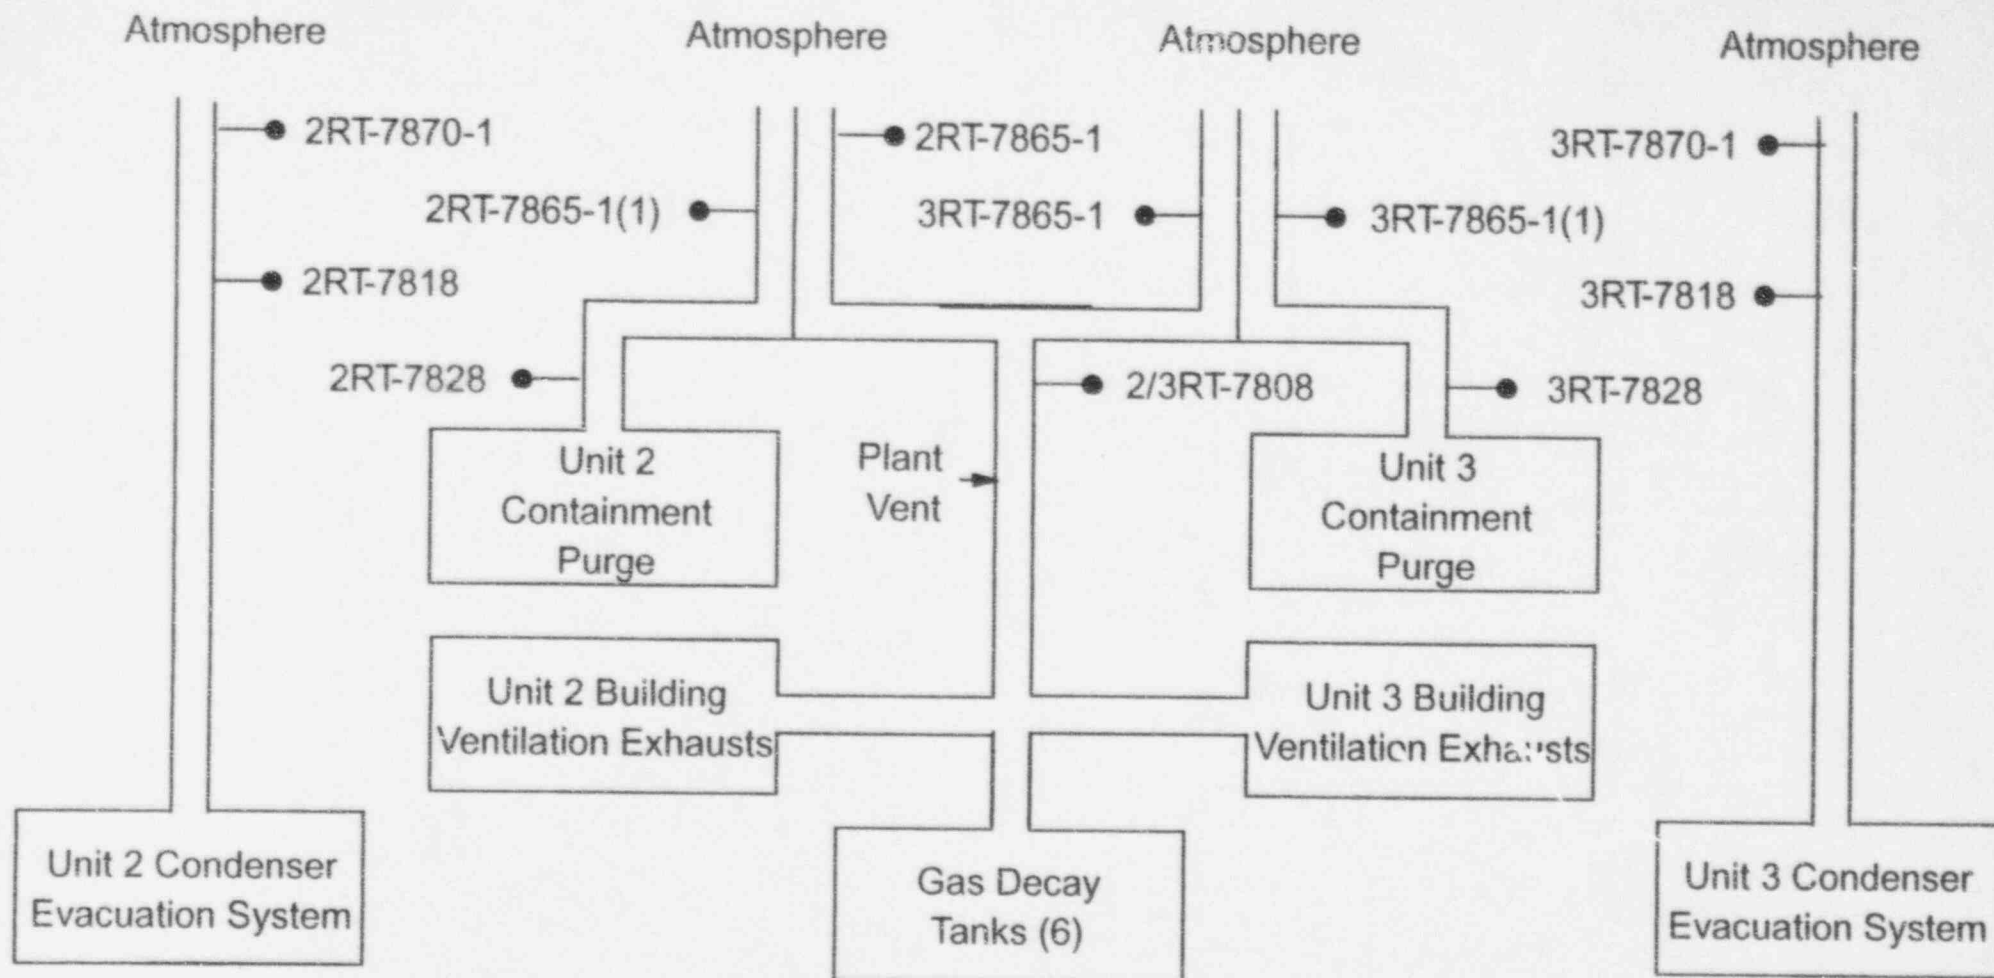 Atmosphere
Atmosphere
Atmosphere
Atmosphere
2RT-7870-1
2RT-7865-1
3RT-7870-1
2RT-7865-1(1)
3RT-7865-1
3RT-7865-1(1)
2RT-7818
3RT-7818
2RT-7828
2/3RT-7808
3RT-7828
Unit 2
Containment
Purge
Plant
Vent
Unit 3
Containment
Purge
Unit 2 Building
Ventilation Exhausts
Unit 3 Building
Ventilation Exhausts
Unit 2 Condenser
Evacuation System
Gas Decay
Tanks (6)
Unit 3 Condenser
Evacuation System